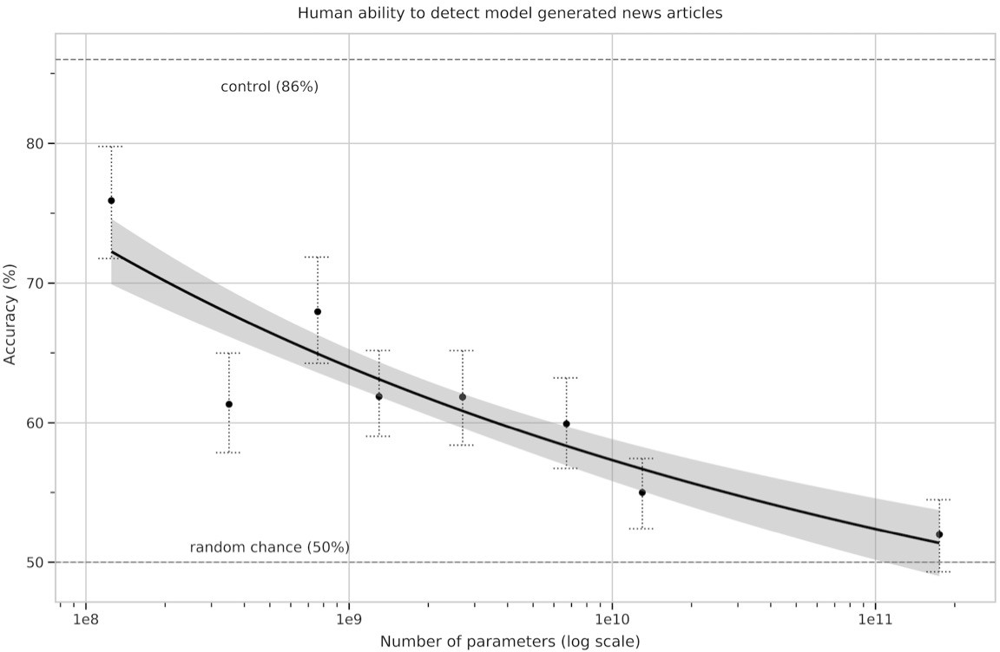 Human ability to detect model generated news articles
control (86%)
80
70
60
random chance (50%)
50
Accuracy (%)
1e8 1e9 1e10 1e11
Number of parameters (log scale)